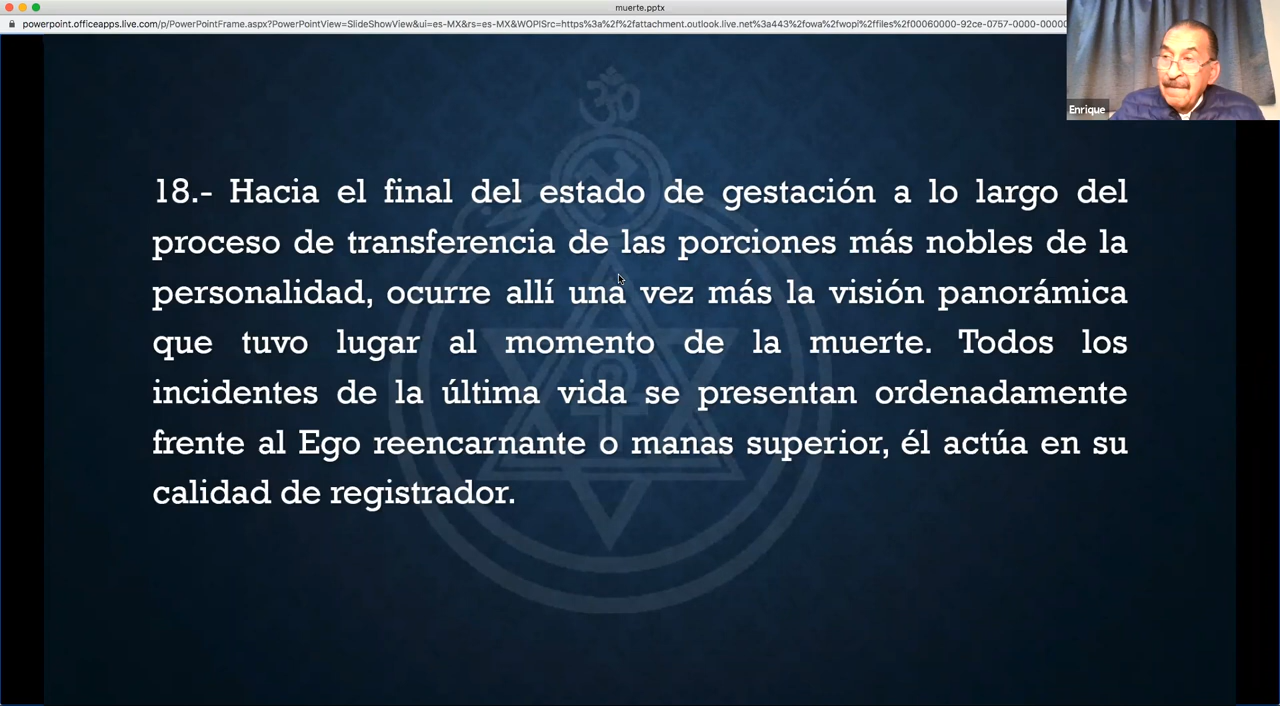 muerte.pptx
powerpoint.officeapps.live.com/p/PowerPointFrame.aspx?PowerPointView=SlideShowView&ui=es-MX&rs=es-MX&WOPISrc=https%3a%2f%2fattachment.outlook.live.net%3a443%2fowa%2fwopi%2ffiles%2f00060000-92ce-0757-0000-00000
Enrique
ॐ
18.- Hacia el final del estado de gestación a lo largo del
proceso de transferencia de las porciones más nobles de la
personalidad, ocurre allí una vez más la visión panorámica
que tuvo lugar al momento de la muerte. Todos los
incidentes de la última vida se presentan ordenadamente
frente al Ego reencarnante o manas superior, él actúa en su
calidad de registrador.